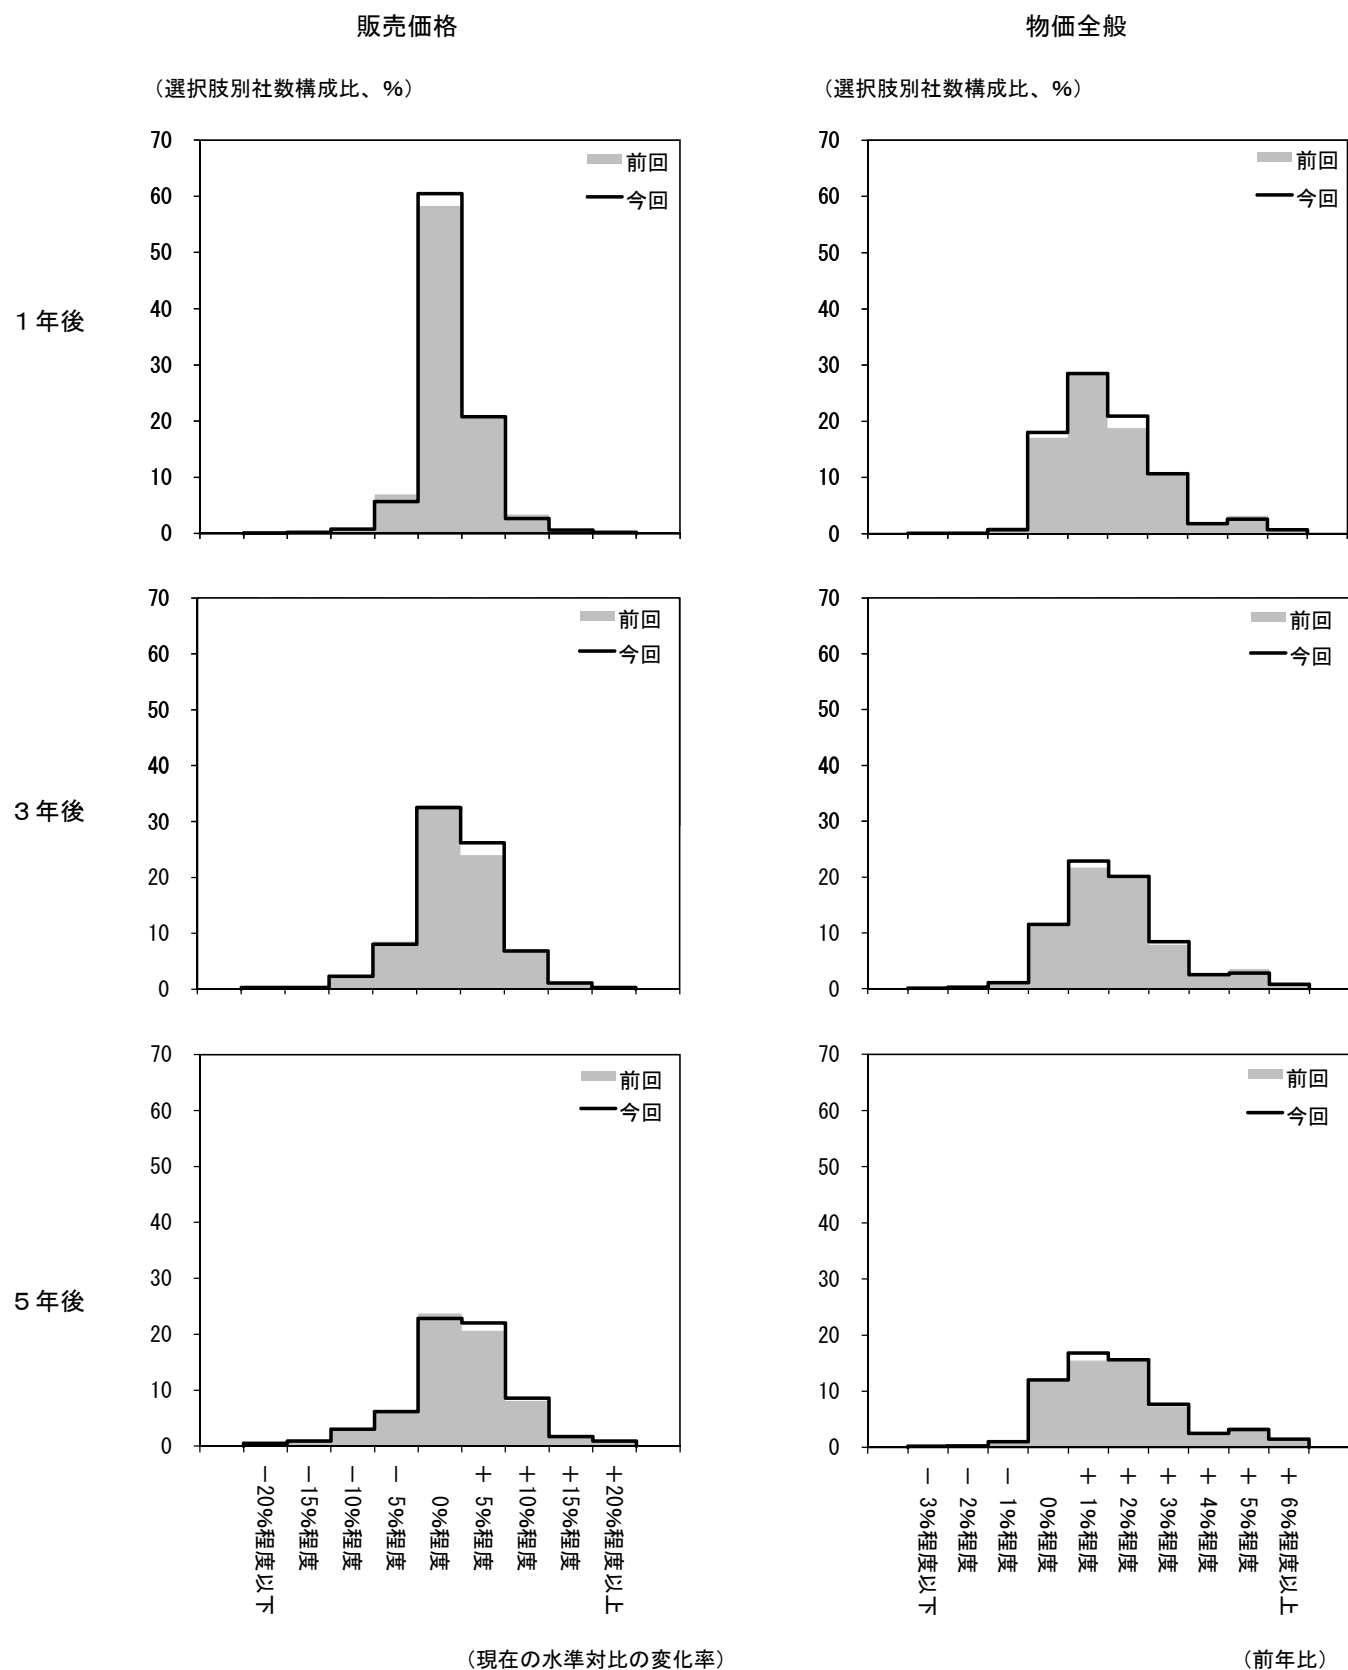 販売価格
物価全般
（選択肢別社数構成比、％）
（選択肢別社数構成比、％）
1年後
70
60
50
40
30
20
10
0
前回
今回
70
60
50
40
30
20
10
0
前回
今回
3年後
70
60
50
40
30
20
10
0
前回
今回
70
60
50
40
30
20
10
0
前回
今回
5年後
70
60
50
40
30
20
10
0
前回
今回
70
60
50
40
30
20
10
0
前回
今回
－20%程度以下
－15%程度
－10%程度
－ 5%程度
0%程度
＋ 5%程度
＋10%程度
＋15%程度
＋20%程度以上
－ 3%程度以下
－ 2%程度
－ 1%程度
0%程度
＋ 1%程度
＋ 2%程度
＋ 3%程度
＋ 4%程度
＋ 5%程度
＋ 6%程度以上
（現在の水準対比の変化率）
（前年比）